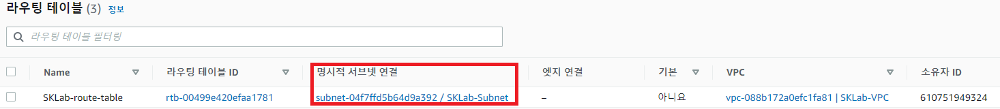 라우팅 테이블 (3) 정보
라우팅 테이블 필터링
Name 라우팅 테이블 ID 명시적 서브넷 연결 엣지 연결 기본 VPC 소유자 ID
SKLab-route-table rtb-00499e420efaa1781 subnet-04f7ffd5b64d9a392 / SKLab-Subnet – 아니요 vpc-088b172a0efc1fa81 | SKLab-VPC 610751949324